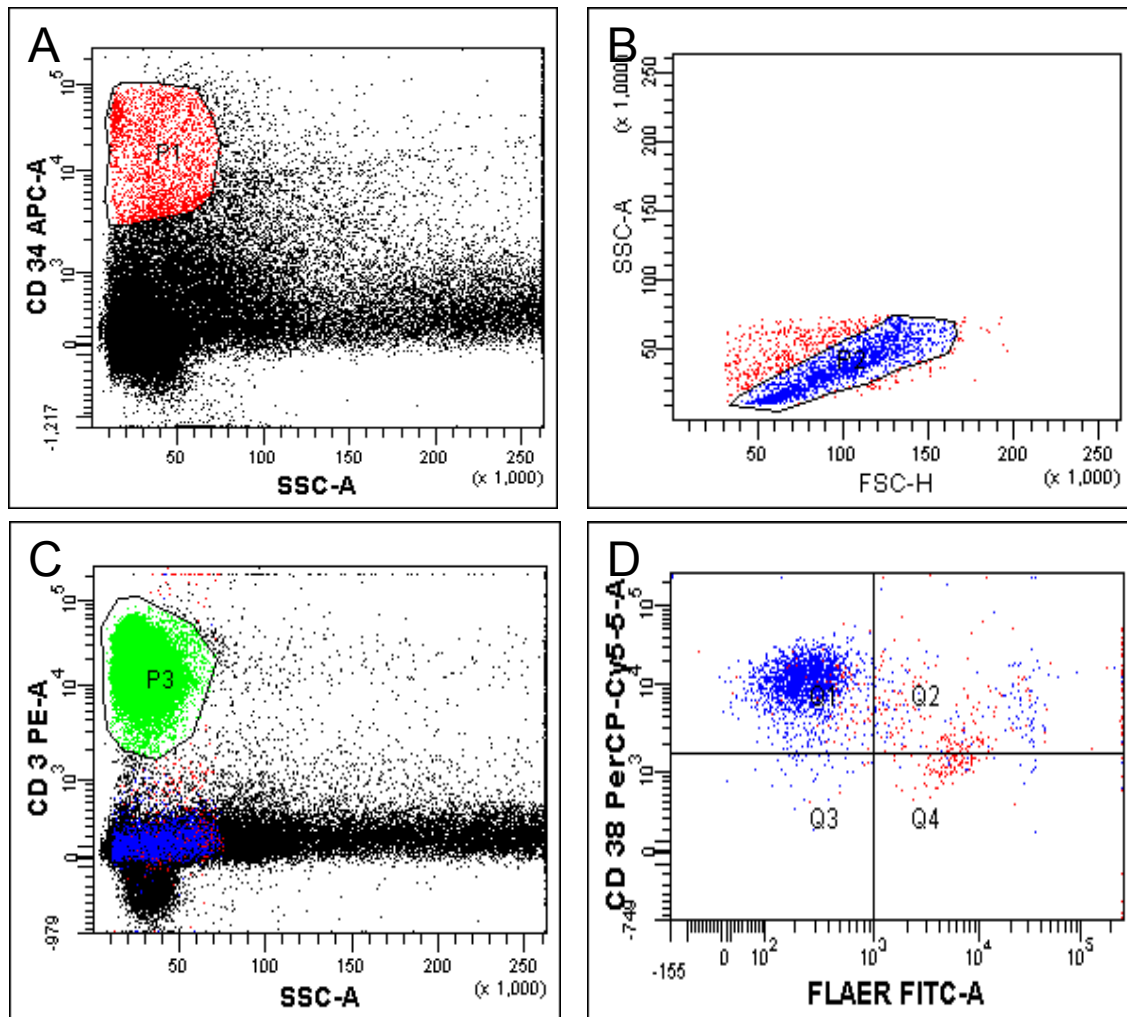 A
CD 34 APC-A
10^5
10^4
10^3
0
-1,217
P1
50 100 150 200 250
SSC-A
(x 1,000)
B
SSC-A
(x 1,000)
250
200
150
100
50
P2
50 100 150 200 250
FSC-H
(x 1,000)
C
CD 3 PE-A
10^5
10^4
10^3
0
-979
P3
50 100 150 200 250
SSC-A
(x 1,000)
D
CD 38 PerCP-Cy5-5-A
10^5
10^4
10^3
0
-749
Q1 Q2
Q3 Q4
-155 0 10^2 10^3 10^4 10^5
FLAER FITC-A